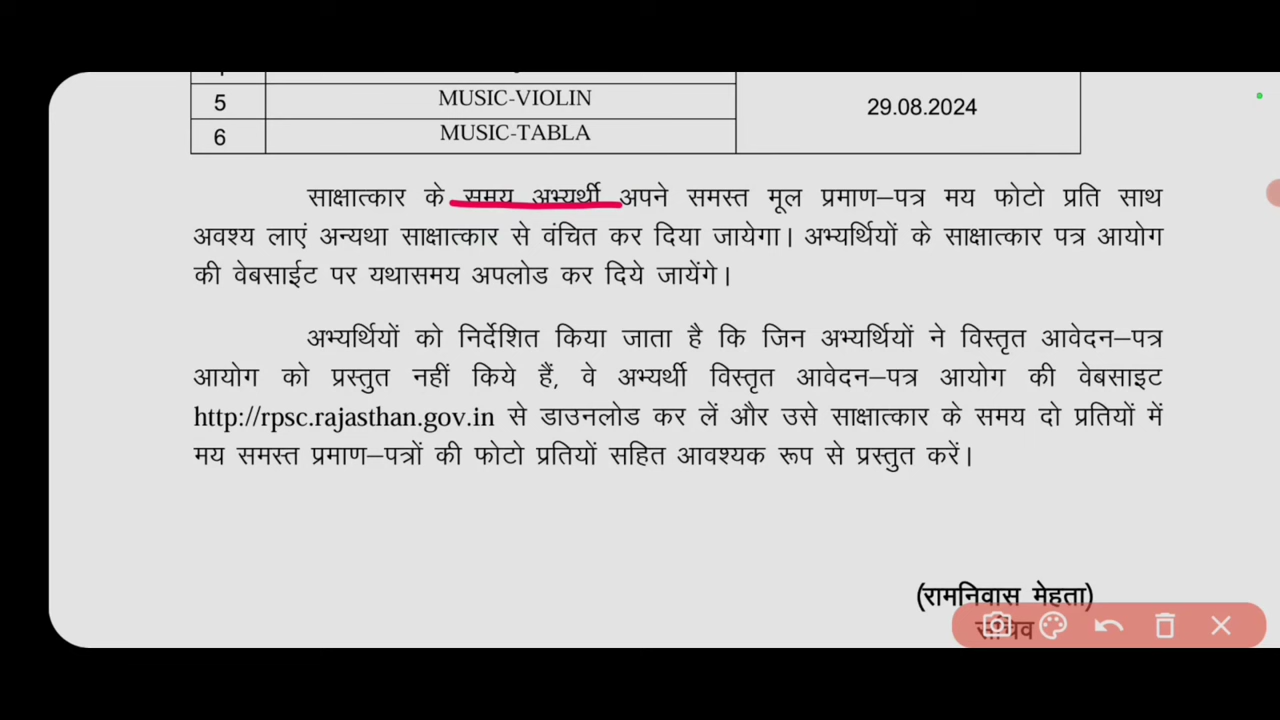 5 MUSIC-VIOLIN 29.08.2024
6 MUSIC-TABLA
साक्षात्कार के समय अभ्यर्थी अपने समस्त मूल प्रमाण–पत्र मय फोटो प्रति साथ
अवश्य लाएं अन्यथा साक्षात्कार से वंचित कर दिया जायेगा। अभ्यर्थियों के साक्षात्कार पत्र आयोग
की वेबसाईट पर यथासमय अपलोड कर दिये जायेंगे।
अभ्यर्थियों को निर्देशित किया जाता है कि जिन अभ्यर्थियों ने विस्तृत आवेदन–पत्र
आयोग को प्रस्तुत नहीं किये हैं, वे अभ्यर्थी विस्तृत आवेदन–पत्र आयोग की वेबसाइट
http://rpsc.rajasthan.gov.in से डाउनलोड कर लें और उसे साक्षात्कार के समय दो प्रतियों में
मय समस्त प्रमाण–पत्रों की फोटो प्रतियों सहित आवश्यक रूप से प्रस्तुत करें।
(रामनिवास मेहता)
सचिव